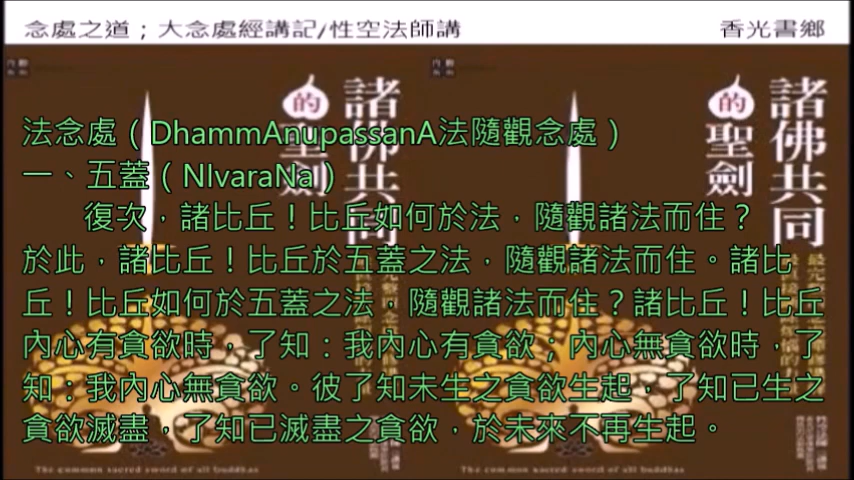 念處之道；大念處經講記/性空法師講
香光書鄉
法念處（DhammAnupassanA法隨觀念處）
一、五蓋（NIvaraNa）
復次，諸比丘！比丘如何於法，隨觀諸法而住？
於此，諸比丘！比丘於五蓋之法，隨觀諸法而住。諸比
丘！比丘如何於五蓋之法，隨觀諸法而住？諸比丘！比丘
內心有貪欲時，了知：我內心有貪欲；內心無貪欲時，了
知：我內心無貪欲。彼了知未生之貪欲生起，了知已生之
貪欲滅盡，了知已滅盡之貪欲，於未來不再生起。
諸佛共同
的
聖劍
The common sacred sword of all buddhas
諸佛共同
的
聖劍
The common sacred sword of all buddhas